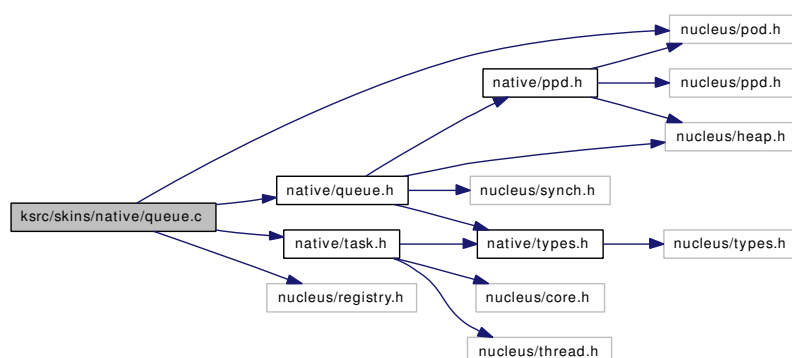 nucleus/pod.h
native/ppd.h
nucleus/ppd.h
nucleus/heap.h
native/queue.h
nucleus/synch.h
ksrc/skins/native/queue.c
native/task.h
native/types.h
nucleus/types.h
nucleus/registry.h
nucleus/core.h
nucleus/thread.h